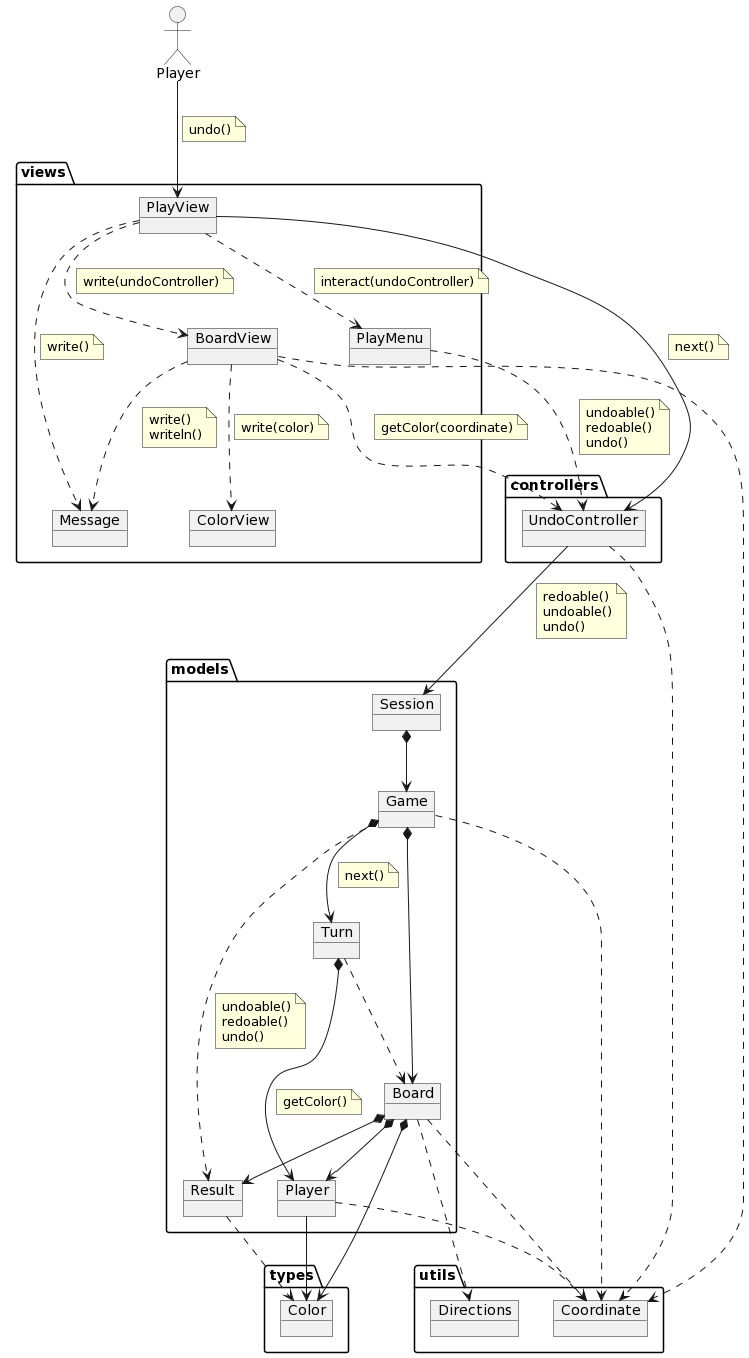 Player
undo()
views
PlayView
write(undoController)
interact(undoController)
write()
BoardView
PlayMenu
next()
write()
writeln()
write(color)
getColor(coordinate)
undoable()
redoable()
undo()
controllers
Message
ColorView
UndoController
redoable()
undoable()
undo()
models
Session
Game
next()
Turn
undoable()
redoable()
undo()
getColor()
Board
Result
Player
types
Color
utils
Directions
Coordinate